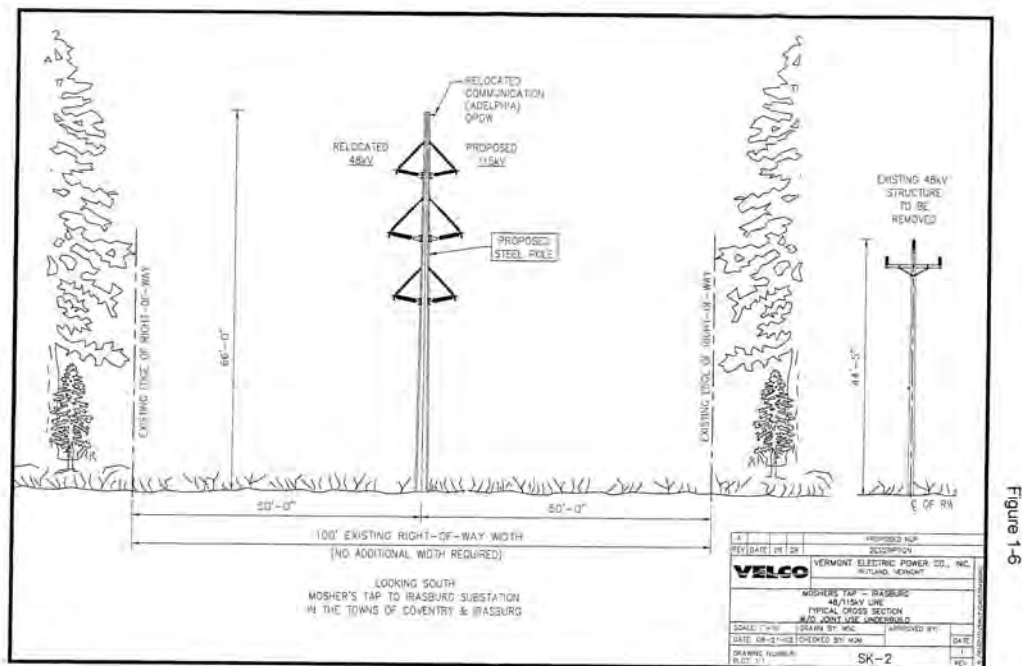 RELOCATED
COMMUNICATION
(ADELPHIA)
OPGW
RELOCATED
48kV
PROPOSED
115kV
PROPOSED
STEEL POLE
EXISTING 48kV
STRUCTURE
TO BE
REMOVED
EXISTING EDGE OF RIGHT-OF-WAY
66'-0"
EXISTING EDGE OF RIGHT-OF-WAY
44'-5"
50'-0"
50'-0"
℄ OF RW
100' EXISTING RIGHT-OF-WAY WIDTH
(NO ADDITIONAL WIDTH REQUIRED)
LOOKING SOUTH
MOSHER'S TAP TO IRASBURG SUBSTATION
IN THE TOWNS OF COVENTRY & IRASBURG
REV DATE
DESCRIPTION
VELCO
VERMONT ELECTRIC POWER CO., INC.
RUTLAND, VERMONT
MOSHERS TAP - IRASBURG
48/115kV LINE
TYPICAL CROSS SECTION
W/O JOINT USE UNDERBUILD
SCALE: DRAWN BY: APPROVED BY:
DATE CHECKED BY: DATE
DRAWING NUMBER:
SK-2
REV.
Figure 1-6